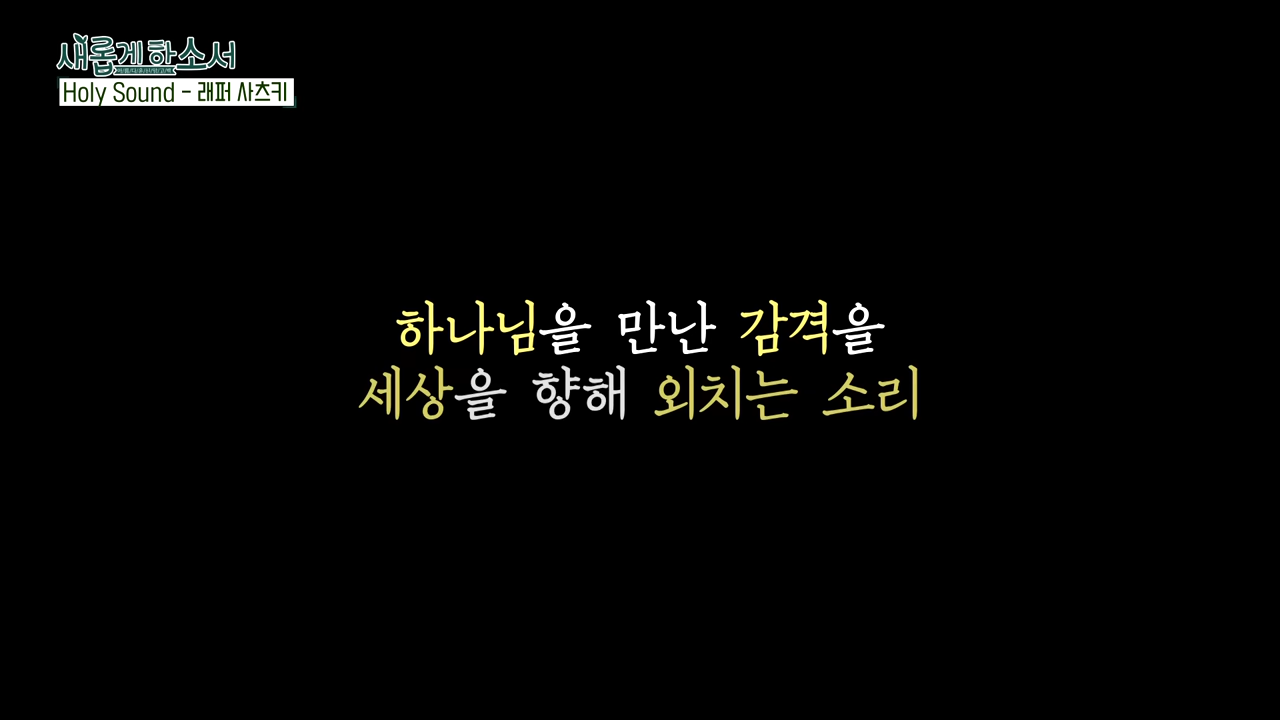 새롭게 하소서
Holy Sound - 래퍼 사츠키
하나님을 만난 감격을
세상을 향해 외치는 소리